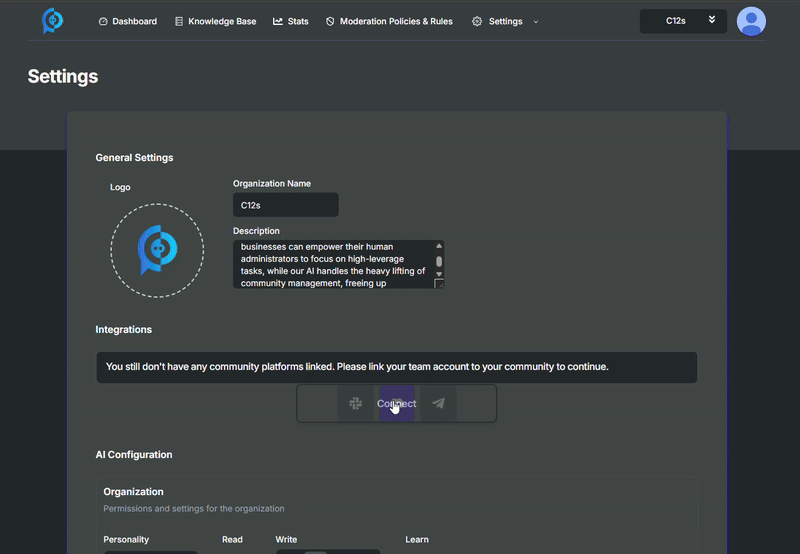 Dashboard
Knowledge Base
Stats
Moderation Policies & Rules
Settings
C12s
Settings
General Settings
Logo
Organization Name
C12s
Description
businesses can empower their human
administrators to focus on high-leverage
tasks, while our AI handles the heavy lifting of
community management, freeing up
Integrations
You still don't have any community platforms linked. Please link your team account to your community to continue.
Connect
AI Configuration
Organization
Permissions and settings for the organization
Personality
Read
Write
Learn